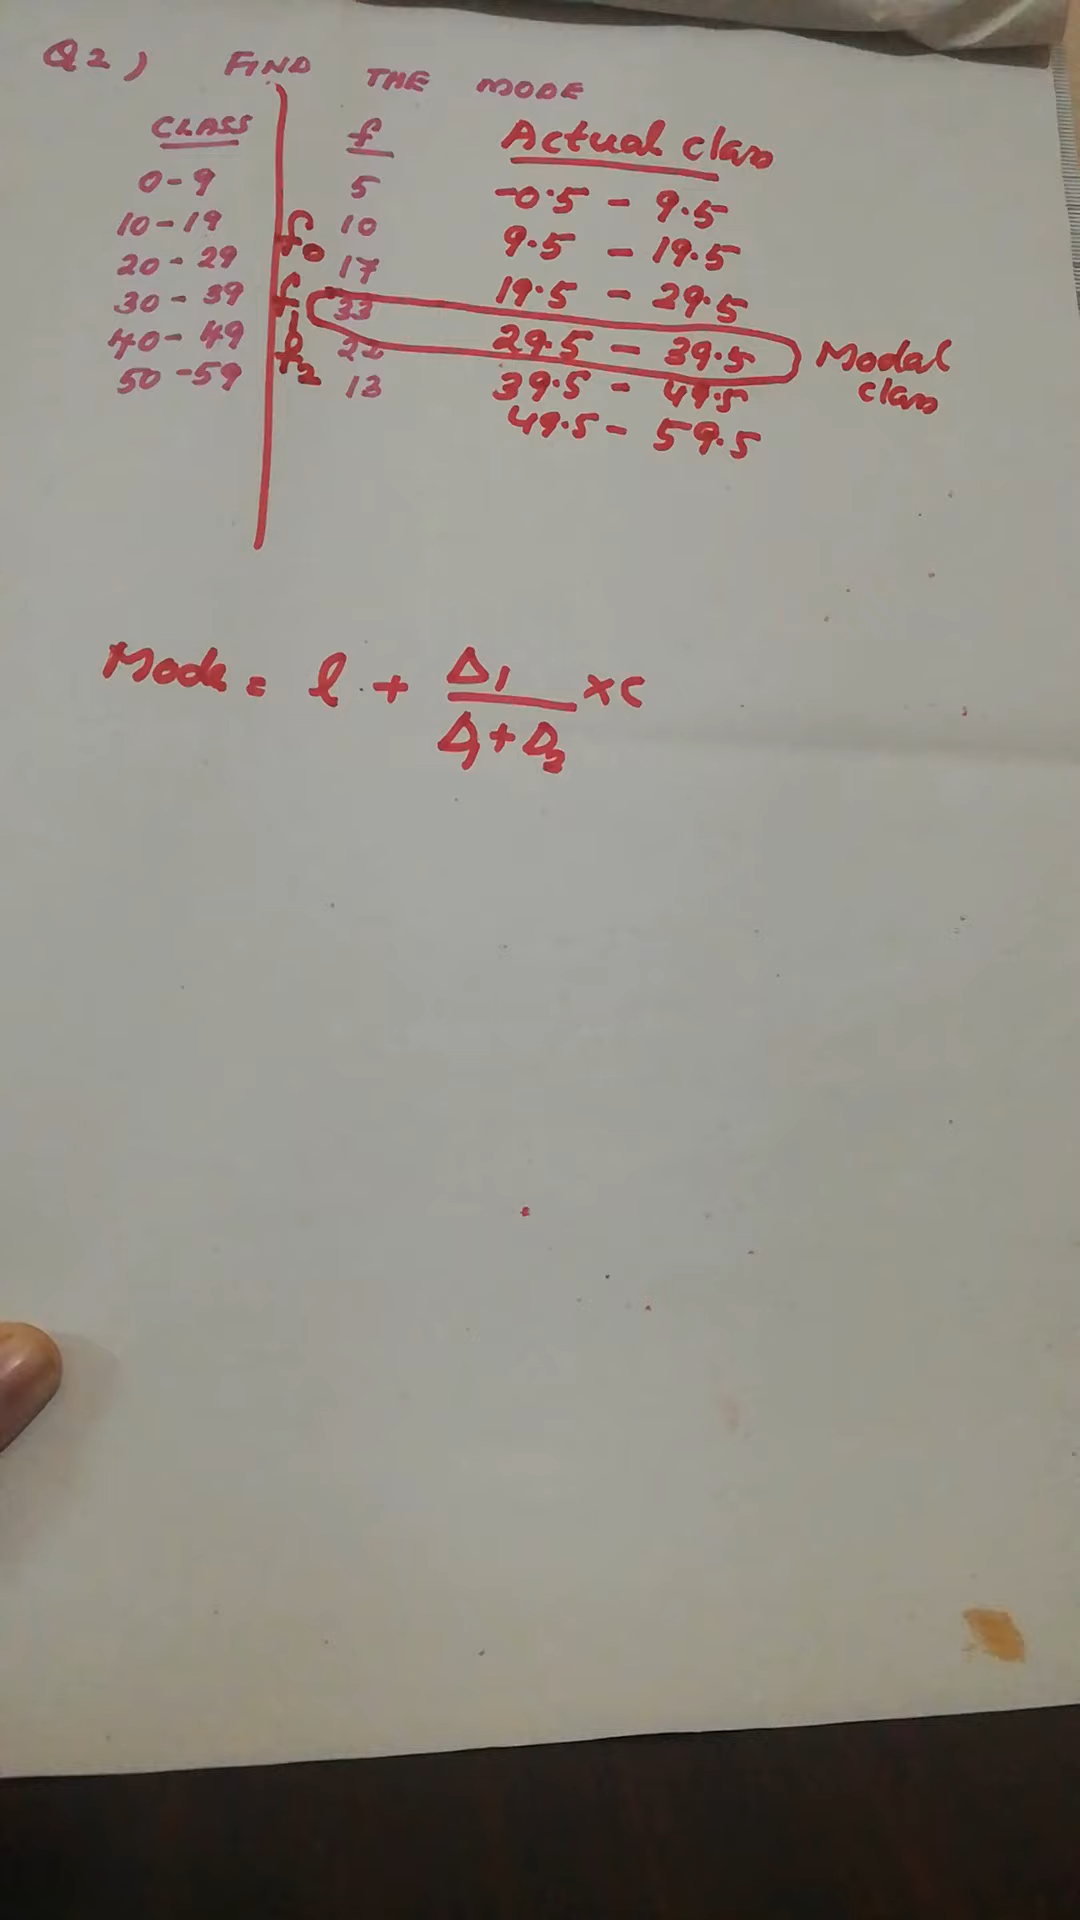 Q2) FIND THE MODE
CLASS f Actual class
0-9 5 -0.5 - 9.5
10-19 f0 10 9.5 - 19.5
20-29 17 19.5 - 29.5
30-39 f1 33 29.5 - 39.5 Modal class
40-49 f2 39.5 - 49.5
50-59 13 49.5 - 59.5
Mode = l + Δ1 / Δ1 + Δ2 × c